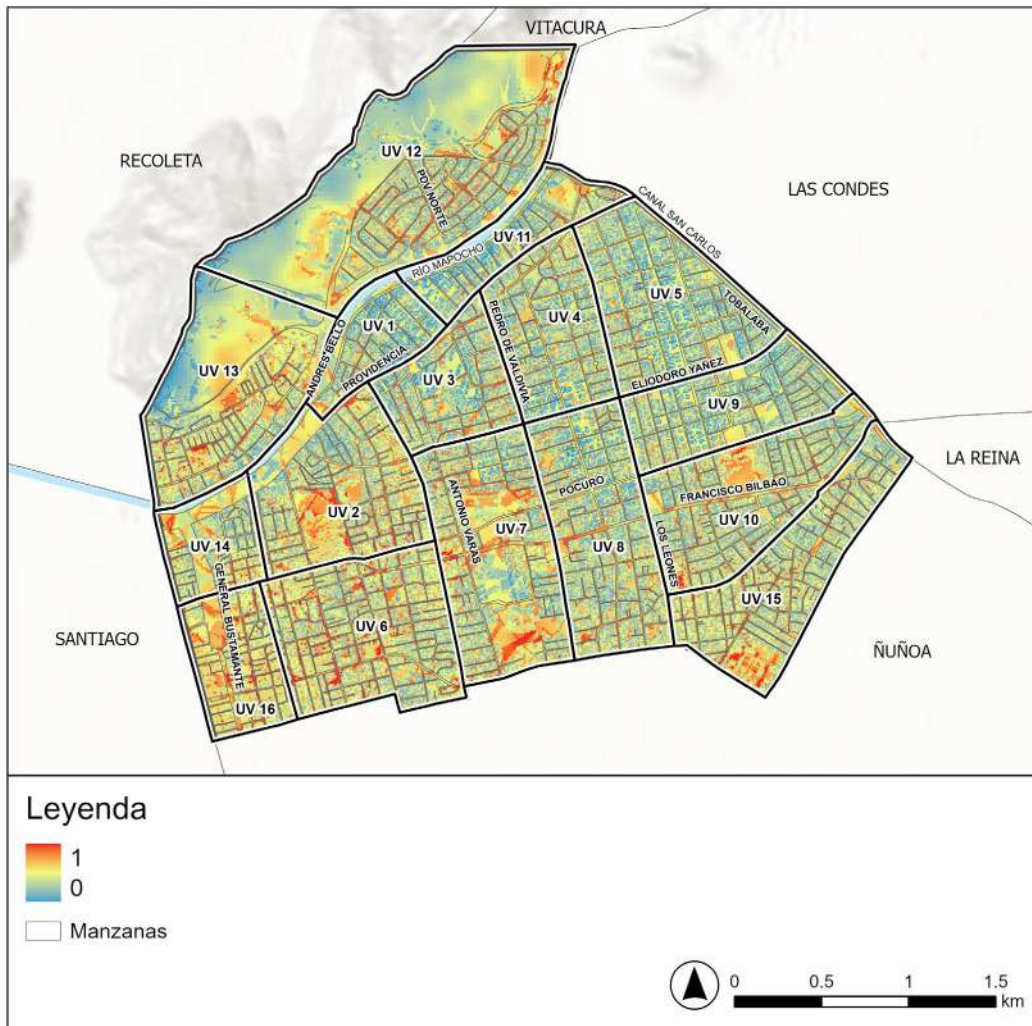 VITACURA
RECOLETA
LAS CONDES
UV 12
PDV NORTE
CANAL SAN CARLOS
UV 11
RÍO MAPOCHO
TOBALABA
UV 5
UV 4
PEDRO DE VALDIVIA
UV 1
ANDRES BELLO
PROVIDENCIA
UV 13
UV 3
ELIODORO YAÑEZ
UV 9
LA REINA
POCURO
FRANCISCO BILBAO
ANTONIO VARAS
UV 2
UV 7
UV 10
LOS LEONES
UV 8
UV 14
GENERAL BUSTAMANTE
UV 15
UV 6
SANTIAGO
ÑUÑOA
UV 16
Leyenda
1
0
Manzanas
0 0.5 1 1.5
km